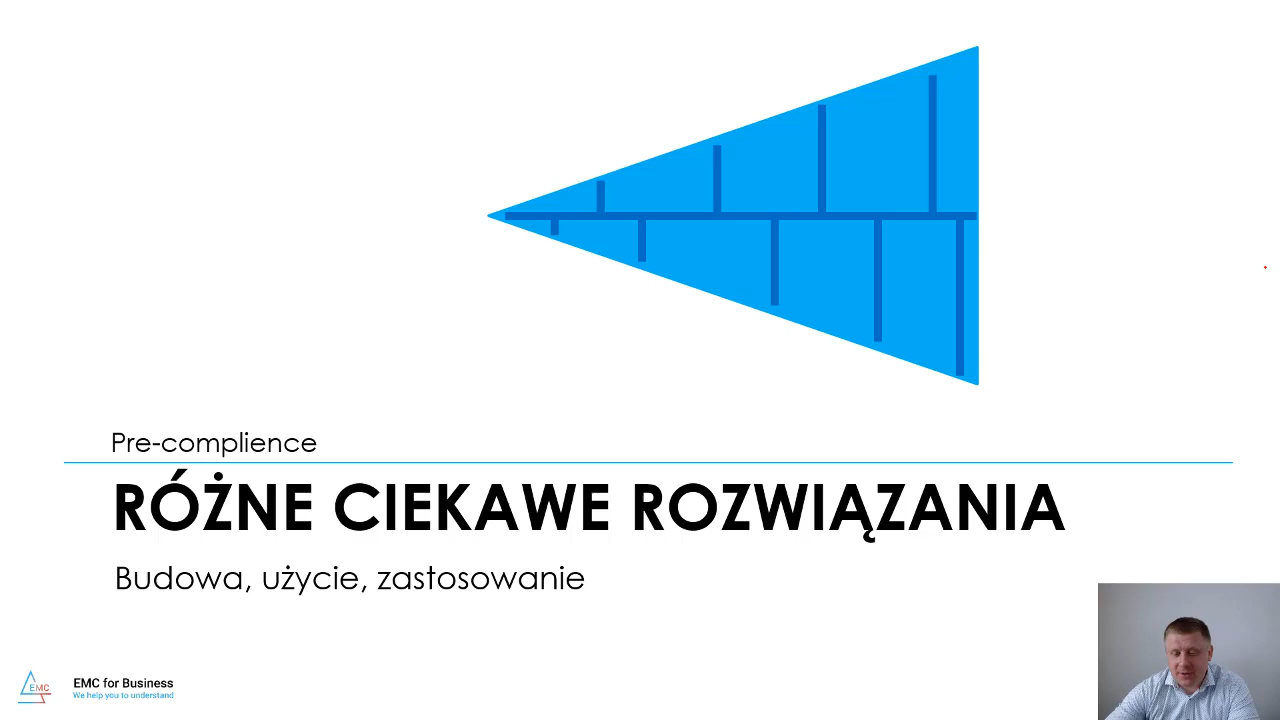 Pre-complience
RÓŻNE CIEKAWE ROZWIĄZANIA
Budowa, użycie, zastosowanie
EMC
EMC for Business
We help you to understand